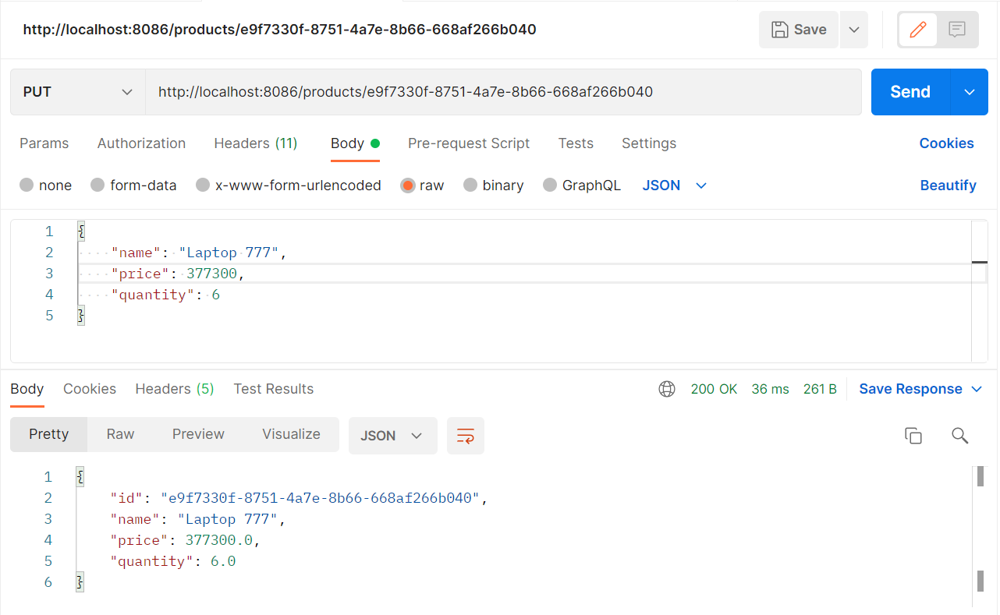 http://localhost:8086/products/e9f7330f-8751-4a7e-8b66-668af266b040 Save
PUT http://localhost:8086/products/e9f7330f-8751-4a7e-8b66-668af266b040 Send
Params Authorization Headers (11) Body Pre-request Script Tests Settings Cookies
none form-data x-www-form-urlencoded raw binary GraphQL JSON Beautify
1 {
2 "name": "Laptop 777",
3 "price": 377300,
4 "quantity": 6
5 }
Body Cookies Headers (5) Test Results 200 OK 36 ms 261 B Save Response
Pretty Raw Preview Visualize JSON
1 {
2 "id": "e9f7330f-8751-4a7e-8b66-668af266b040",
3 "name": "Laptop 777",
4 "price": 377300.0,
5 "quantity": 6.0
6 }